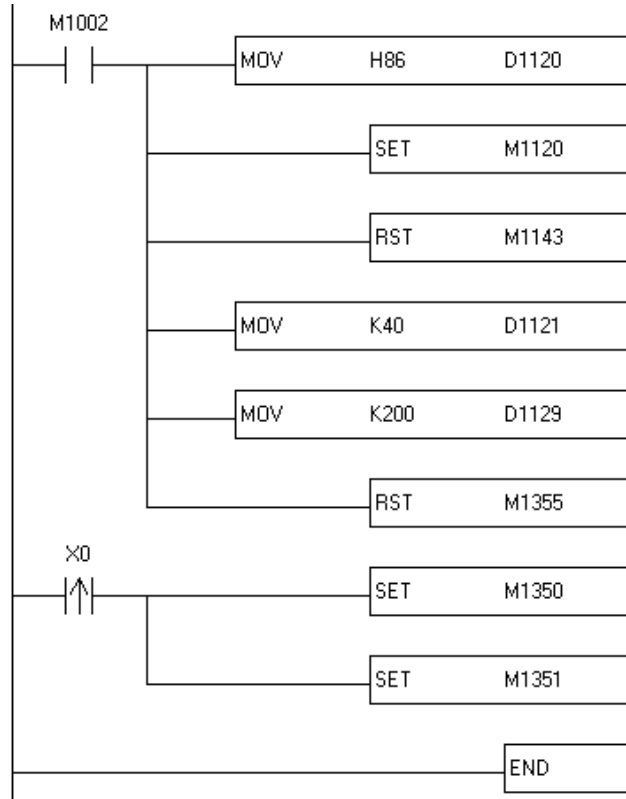 M1002
MOV H86 D1120
SET M1120
RST M1143
MOV K40 D1121
MOV K200 D1129
RST M1355
X0
SET M1350
SET M1351
END